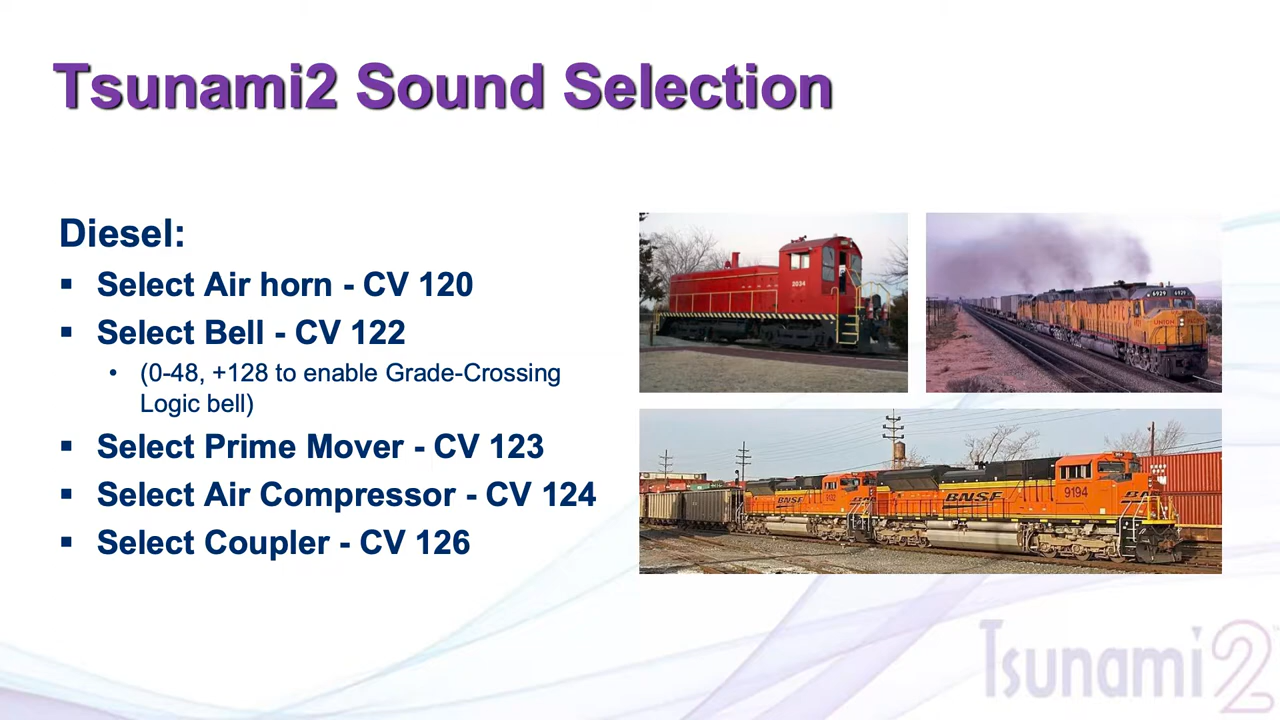 Tsunami2 Sound Selection
Diesel:
▪ Select Air horn - CV 120
▪ Select Bell - CV 122
• (0-48, +128 to enable Grade-Crossing
Logic bell)
▪ Select Prime Mover - CV 123
▪ Select Air Compressor - CV 124
▪ Select Coupler - CV 126
6929 6929
UNION
BNSF
BNSF
9194
Tsunami2